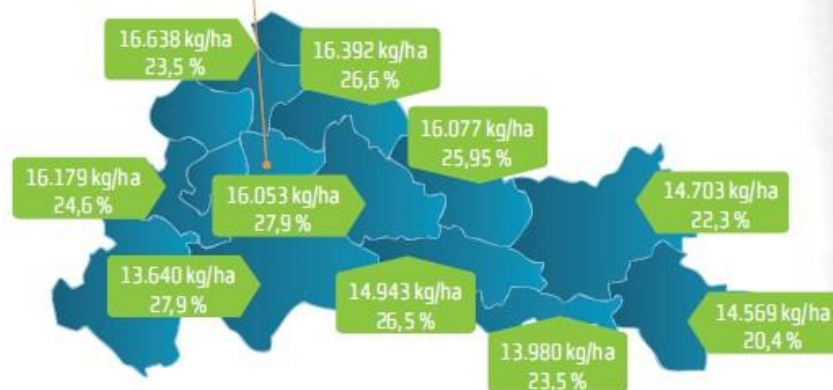 16.638 kg/ha
23,5 %
16.392 kg/ha
26,6 %
16.077 kg/ha
25,95 %
16.179 kg/ha
24,6 %
16.053 kg/ha
27,9 %
14.703 kg/ha
22,3 %
13.640 kg/ha
27,9 %
14.943 kg/ha
26,5 %
14.569 kg/ha
20,4 %
13.980 kg/ha
23,5 %